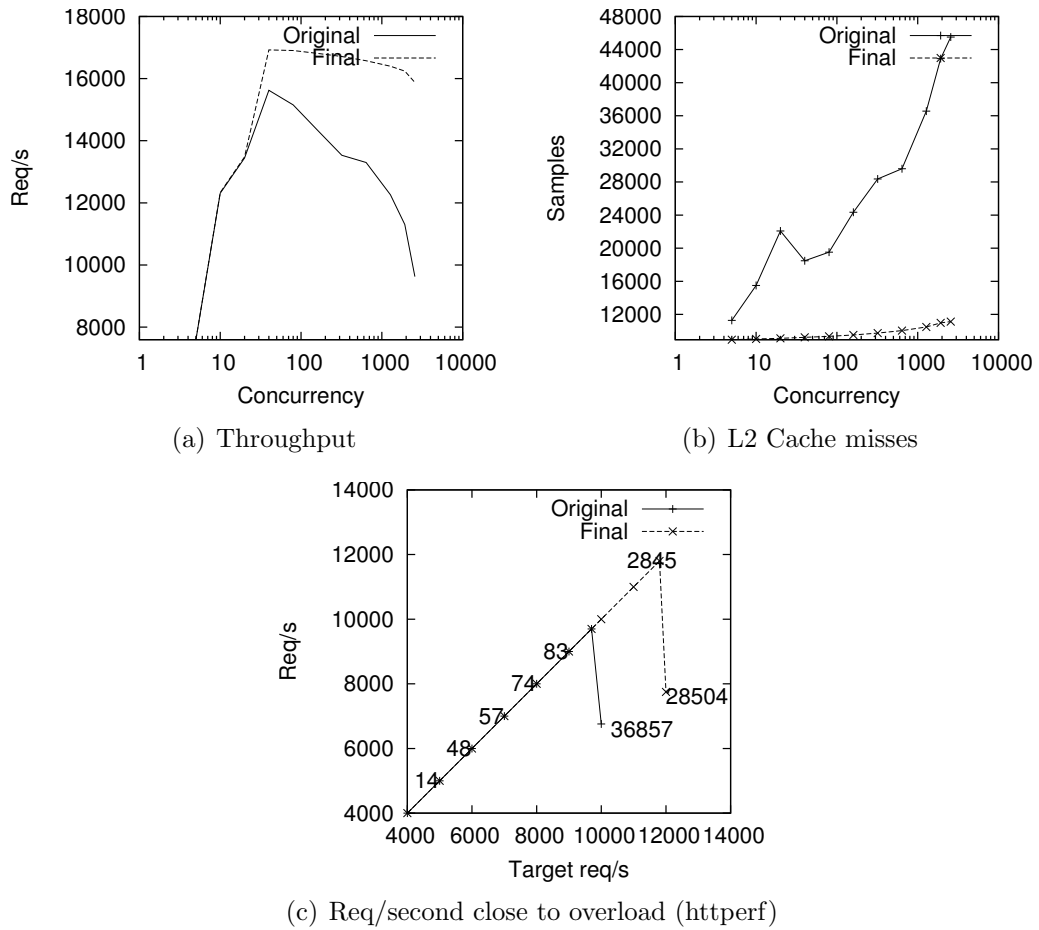 18000
16000
14000
12000
10000
8000
Req/s
Original
Final
1 10 100 1000 10000
Concurrency
(a) Throughput
48000
44000
40000
36000
32000
28000
24000
20000
16000
12000
Samples
Original
Final
1 10 100 1000 10000
Concurrency
(b) L2 Cache misses
14000
12000
10000
8000
6000
4000
Req/s
Original
Final
2845
83
74
57
48
14
28504
36857
4000 6000 8000 10000 12000 14000
Target req/s
(c) Req/second close to overload (httperf)